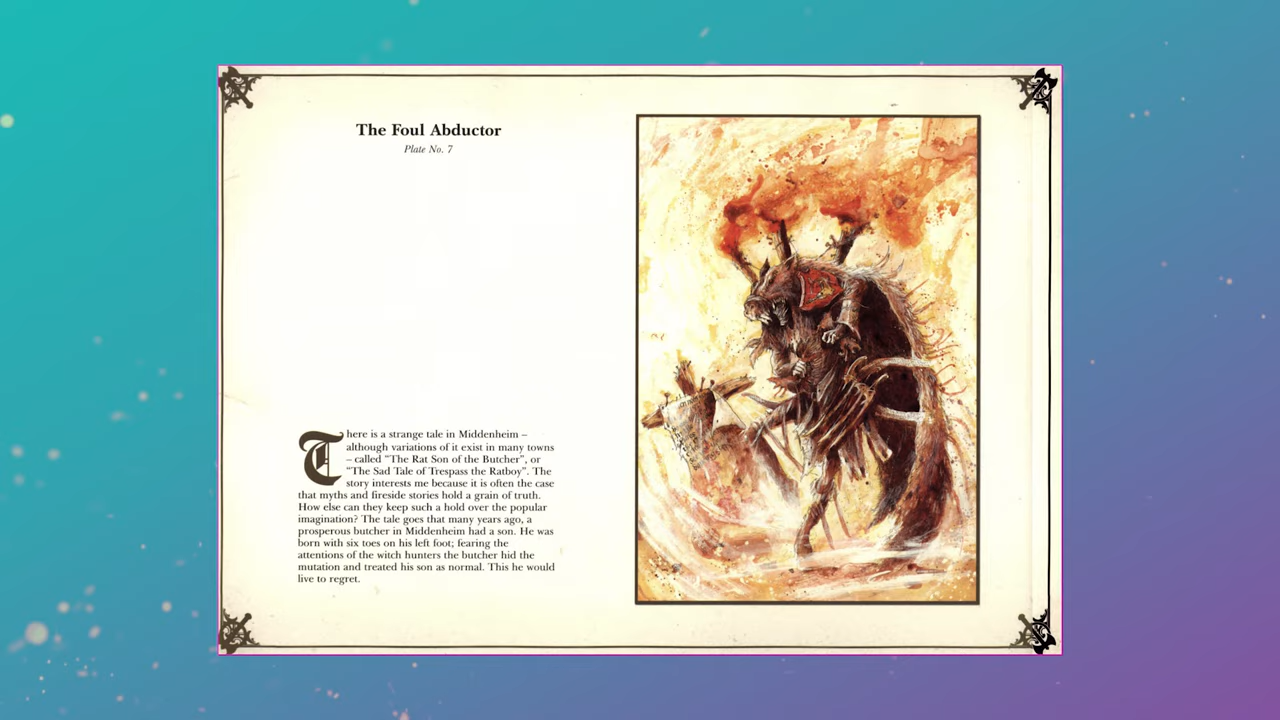 The Foul Abductor
Plate No. 7
There is a strange tale in Middenheim –
although variations of it exist in many towns
– called “The Rat Son of the Butcher”, or
“The Sad Tale of Trespass the Ratboy”. The
story interests me because it is often the case
that myths and fireside stories hold a grain of truth.
How else can they keep such a hold over the popular
imagination? The tale goes that many years ago, a
prosperous butcher in Middenheim had a son. He was
born with six toes on his left foot; fearing the
attentions of the witch hunters the butcher hid the
mutation and treated his son as normal. This he would
live to regret.